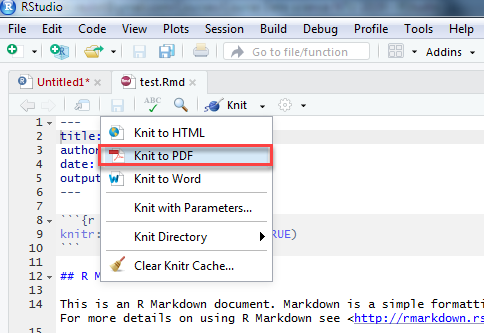 RStudio
File Edit Code View Plots Session Build Debug
Go to file/function Addins
Untitled1* × test.Rmd ×
ABC Knit
1 ---
2 title:
3 author
4 date:
5 output
6 ---
7
8 ```{r
9 knitr: RUE)
10 ```
11
12 ## R M
13
14 This is an R Markdown document. Markdown is a simple formatti
For more details on using R Markdown see <http://rmarkdown.rs
Knit to HTML
Knit to PDF
Knit to Word
Knit with Parameters...
Knit Directory
Clear Knitr Cache...